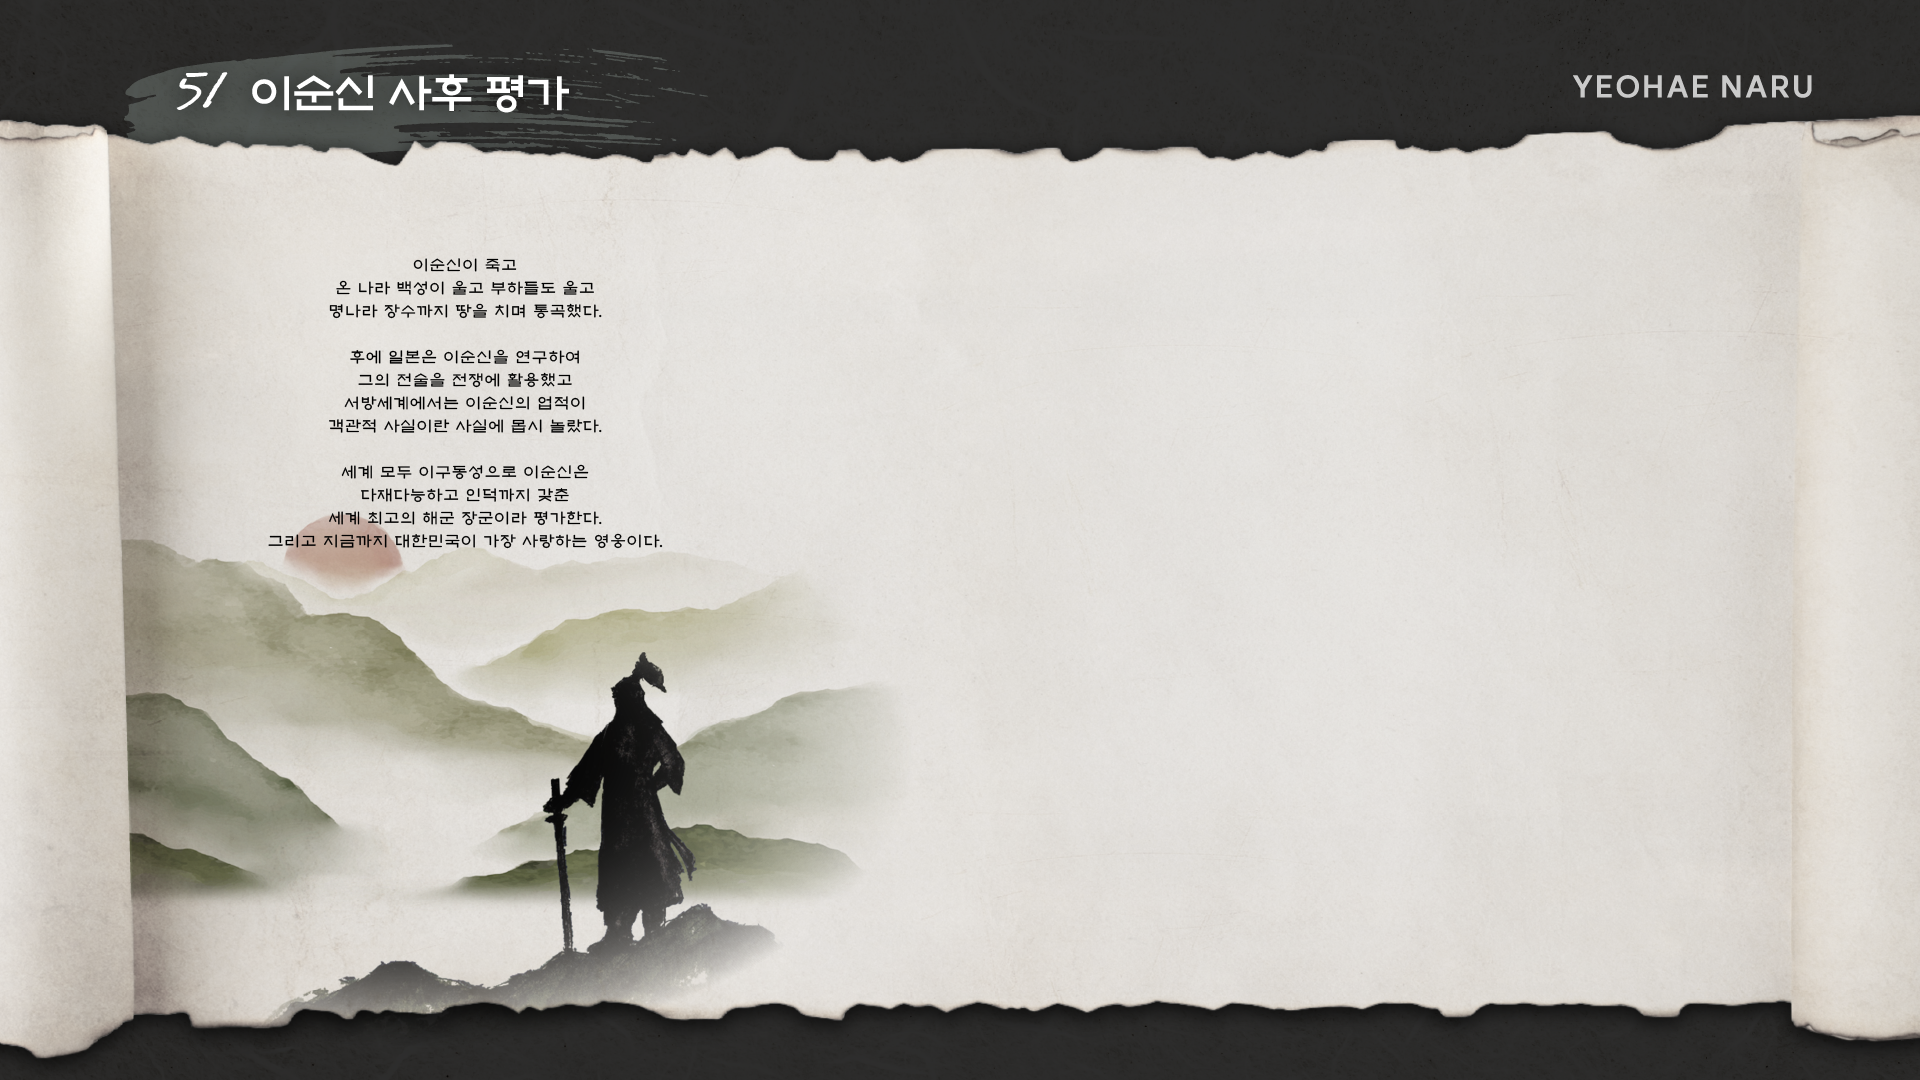 5/ 이순신 사후 평가
YEOHAE NARU
이순신이 죽고
온 나라 백성이 울고 부하들도 울고
명나라 장수까지 땅을 치며 통곡했다.
후에 일본은 이순신을 연구하여
그의 전술을 전쟁에 활용했고
서방세계에서는 이순신의 업적이
객관적 사실이란 사실에 몹시 놀랐다.
세계 모두 이구동성으로 이순신은
다재다능하고 인덕까지 갖춘
세계 최고의 해군 장군이라 평가한다.
그리고 지금까지 대한민국이 가장 사랑하는 영웅이다.